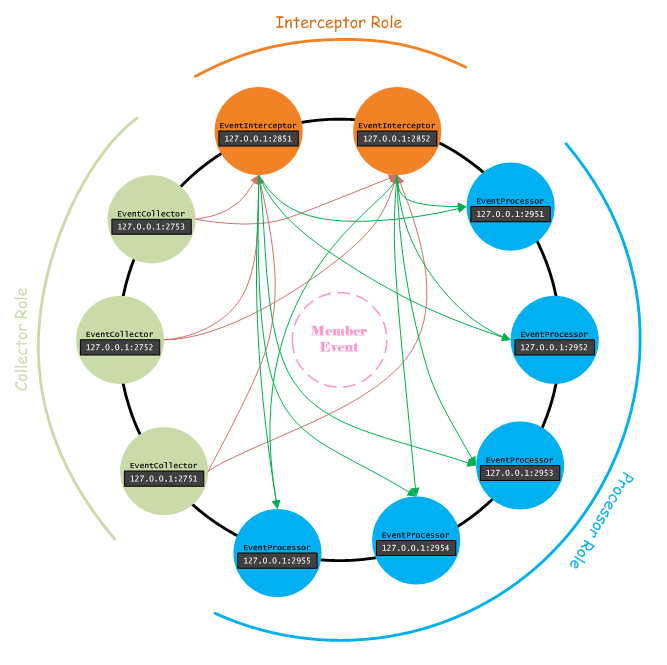 Interceptor Role
EventInterceptor
127.0.0.1:2851
EventInterceptor
127.0.0.1:2852
EventCollector
127.0.0.1:2753
EventProcessor
127.0.0.1:2951
EventCollector
127.0.0.1:2752
Member
Event
EventProcessor
127.0.0.1:2952
Collector Role
EventCollector
127.0.0.1:2751
EventProcessor
127.0.0.1:2953
Processor Role
EventProcessor
127.0.0.1:2955
EventProcessor
127.0.0.1:2954